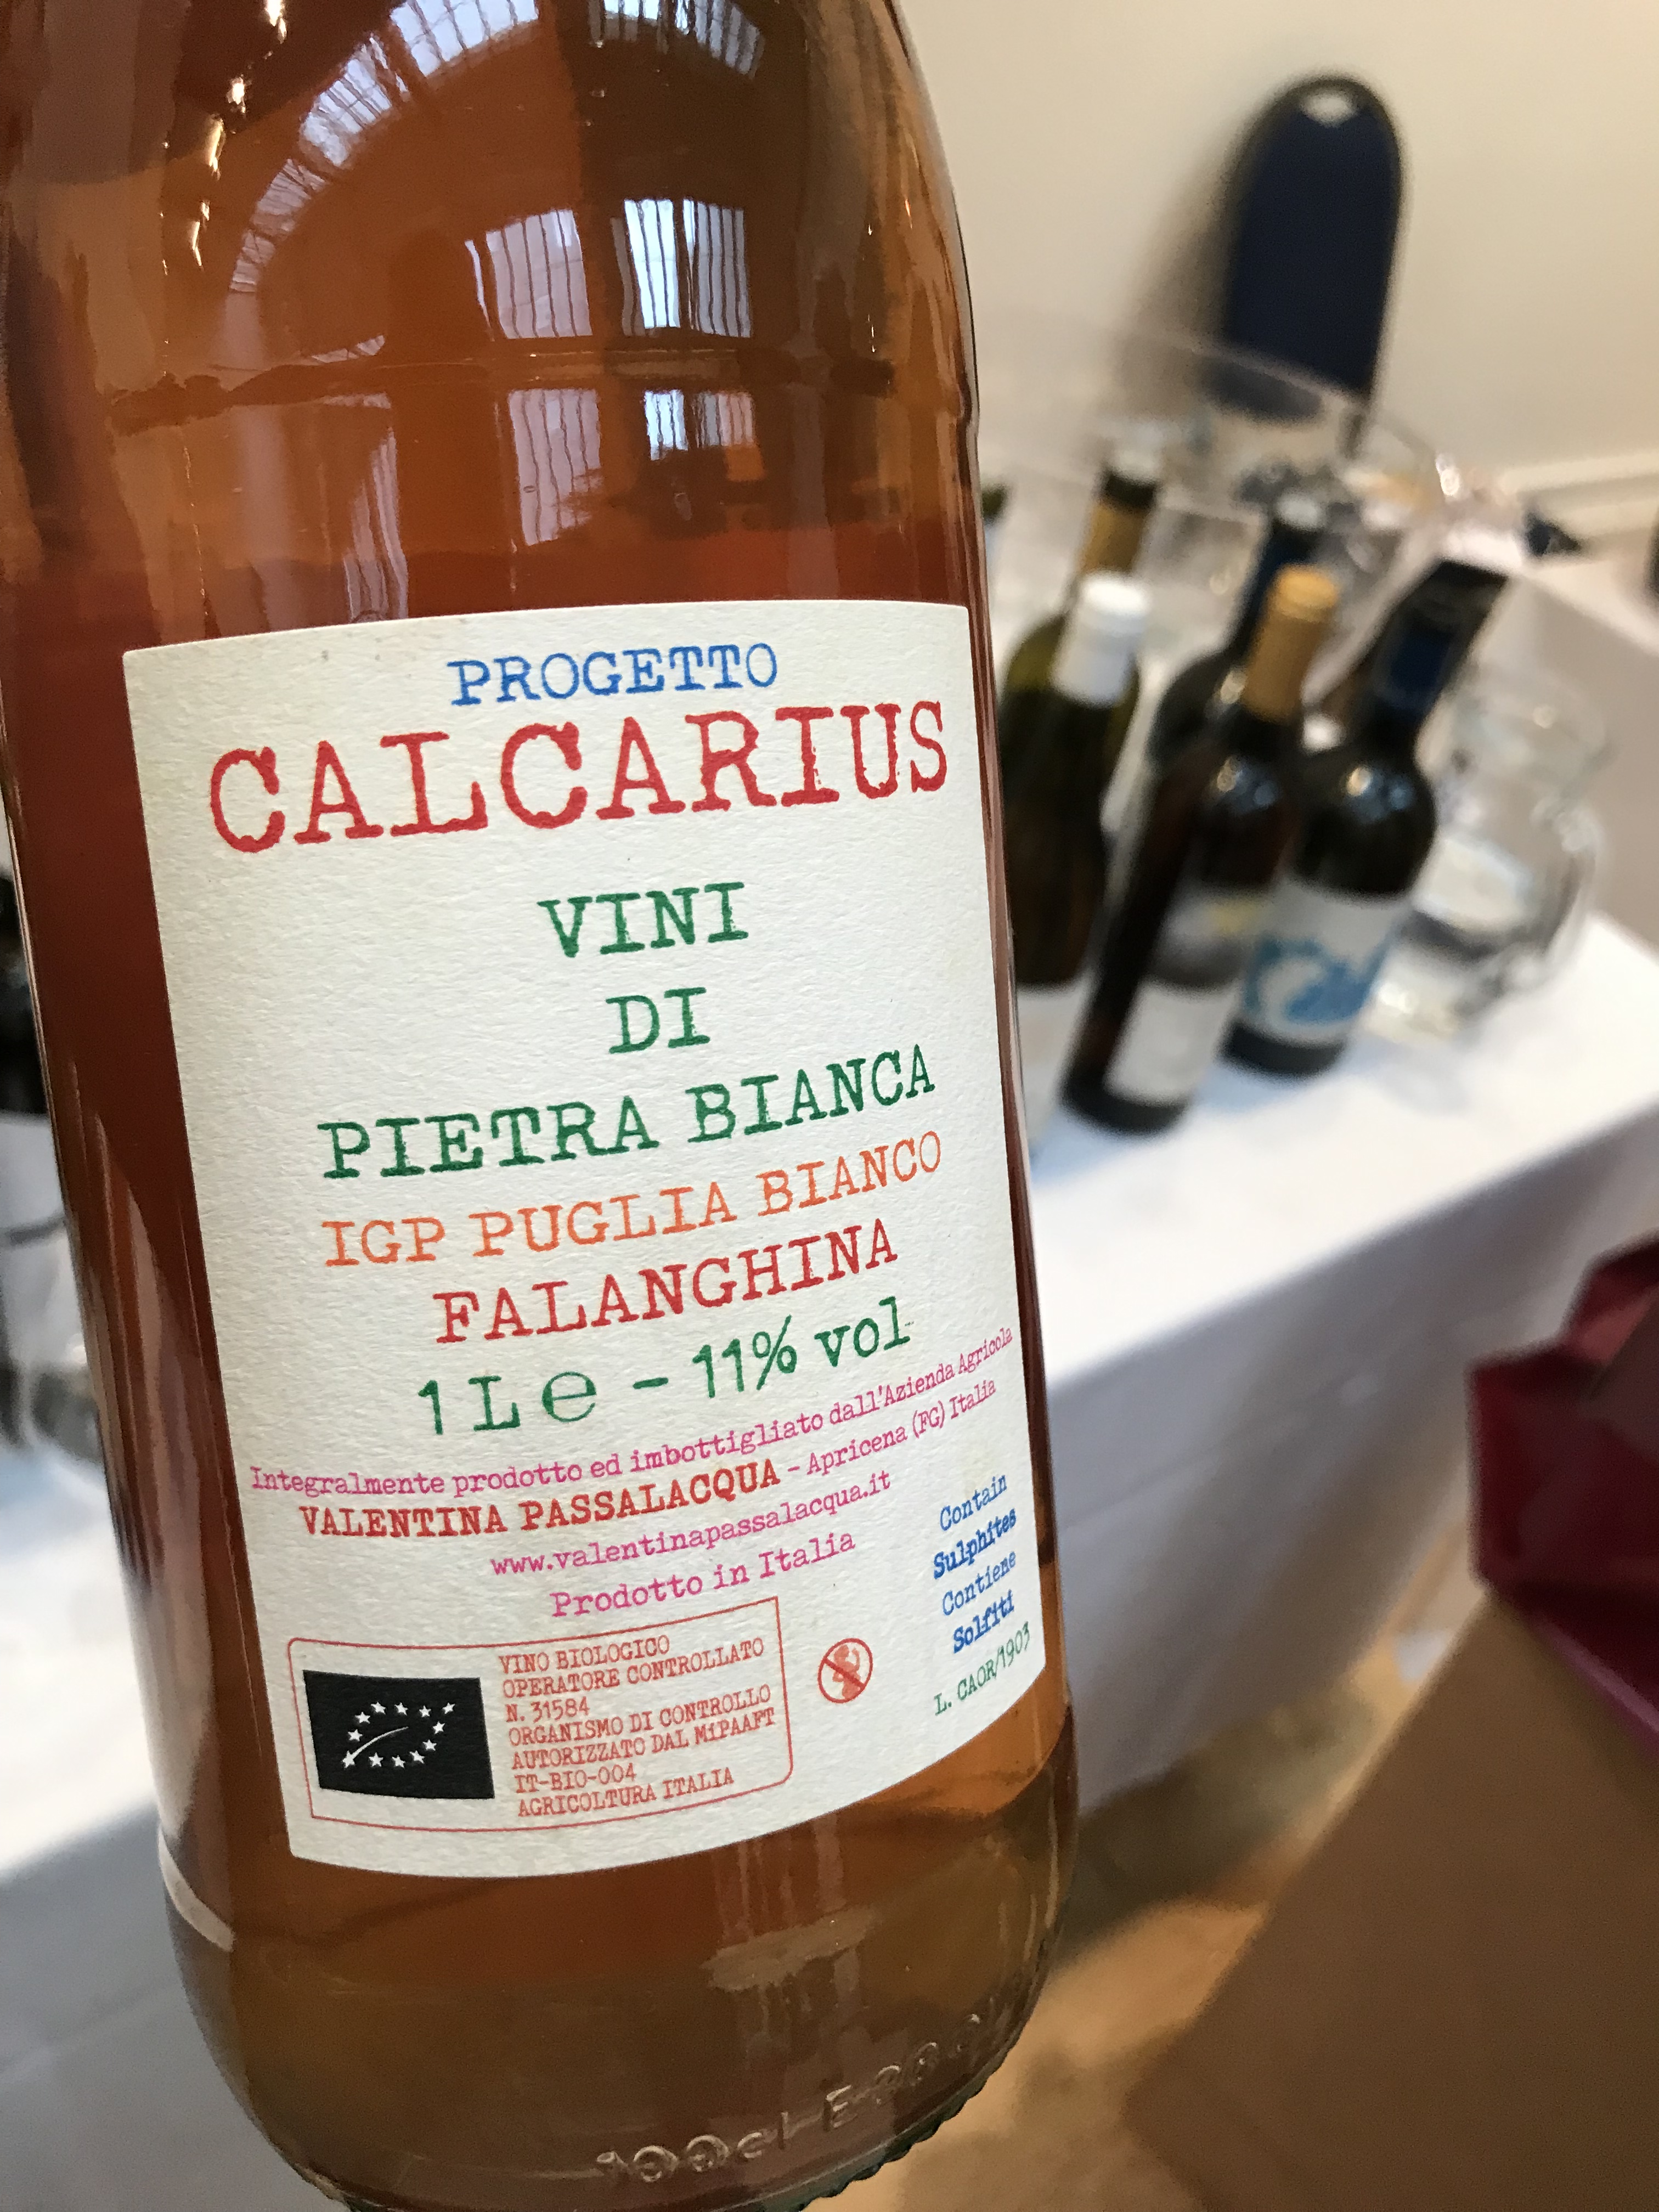 PROGETTO
CALCARIUS
VINI
DI
PIETRA BIANCA
IGP PUGLIA BIANCO
FALANGHINA
1 L ℮ - 11% vol
Integralmente prodotto ed imbottigliato dall'Azienda Agricola
VALENTINA PASSALACQUA - Apricena (FG) Italia
www.valentinapassalacqua.it
Prodotto in Italia
Contain
Sulphites
Contiene
Solfiti
L. CAOR/1903
VINO BIOLOGICO
OPERATORE CONTROLLATO
N. 31584
ORGANISMO DI CONTROLLO
AUTORIZZATO DAL MiPAAFT
IT-BIO-004
AGRICOLTURA ITALIA
100cl